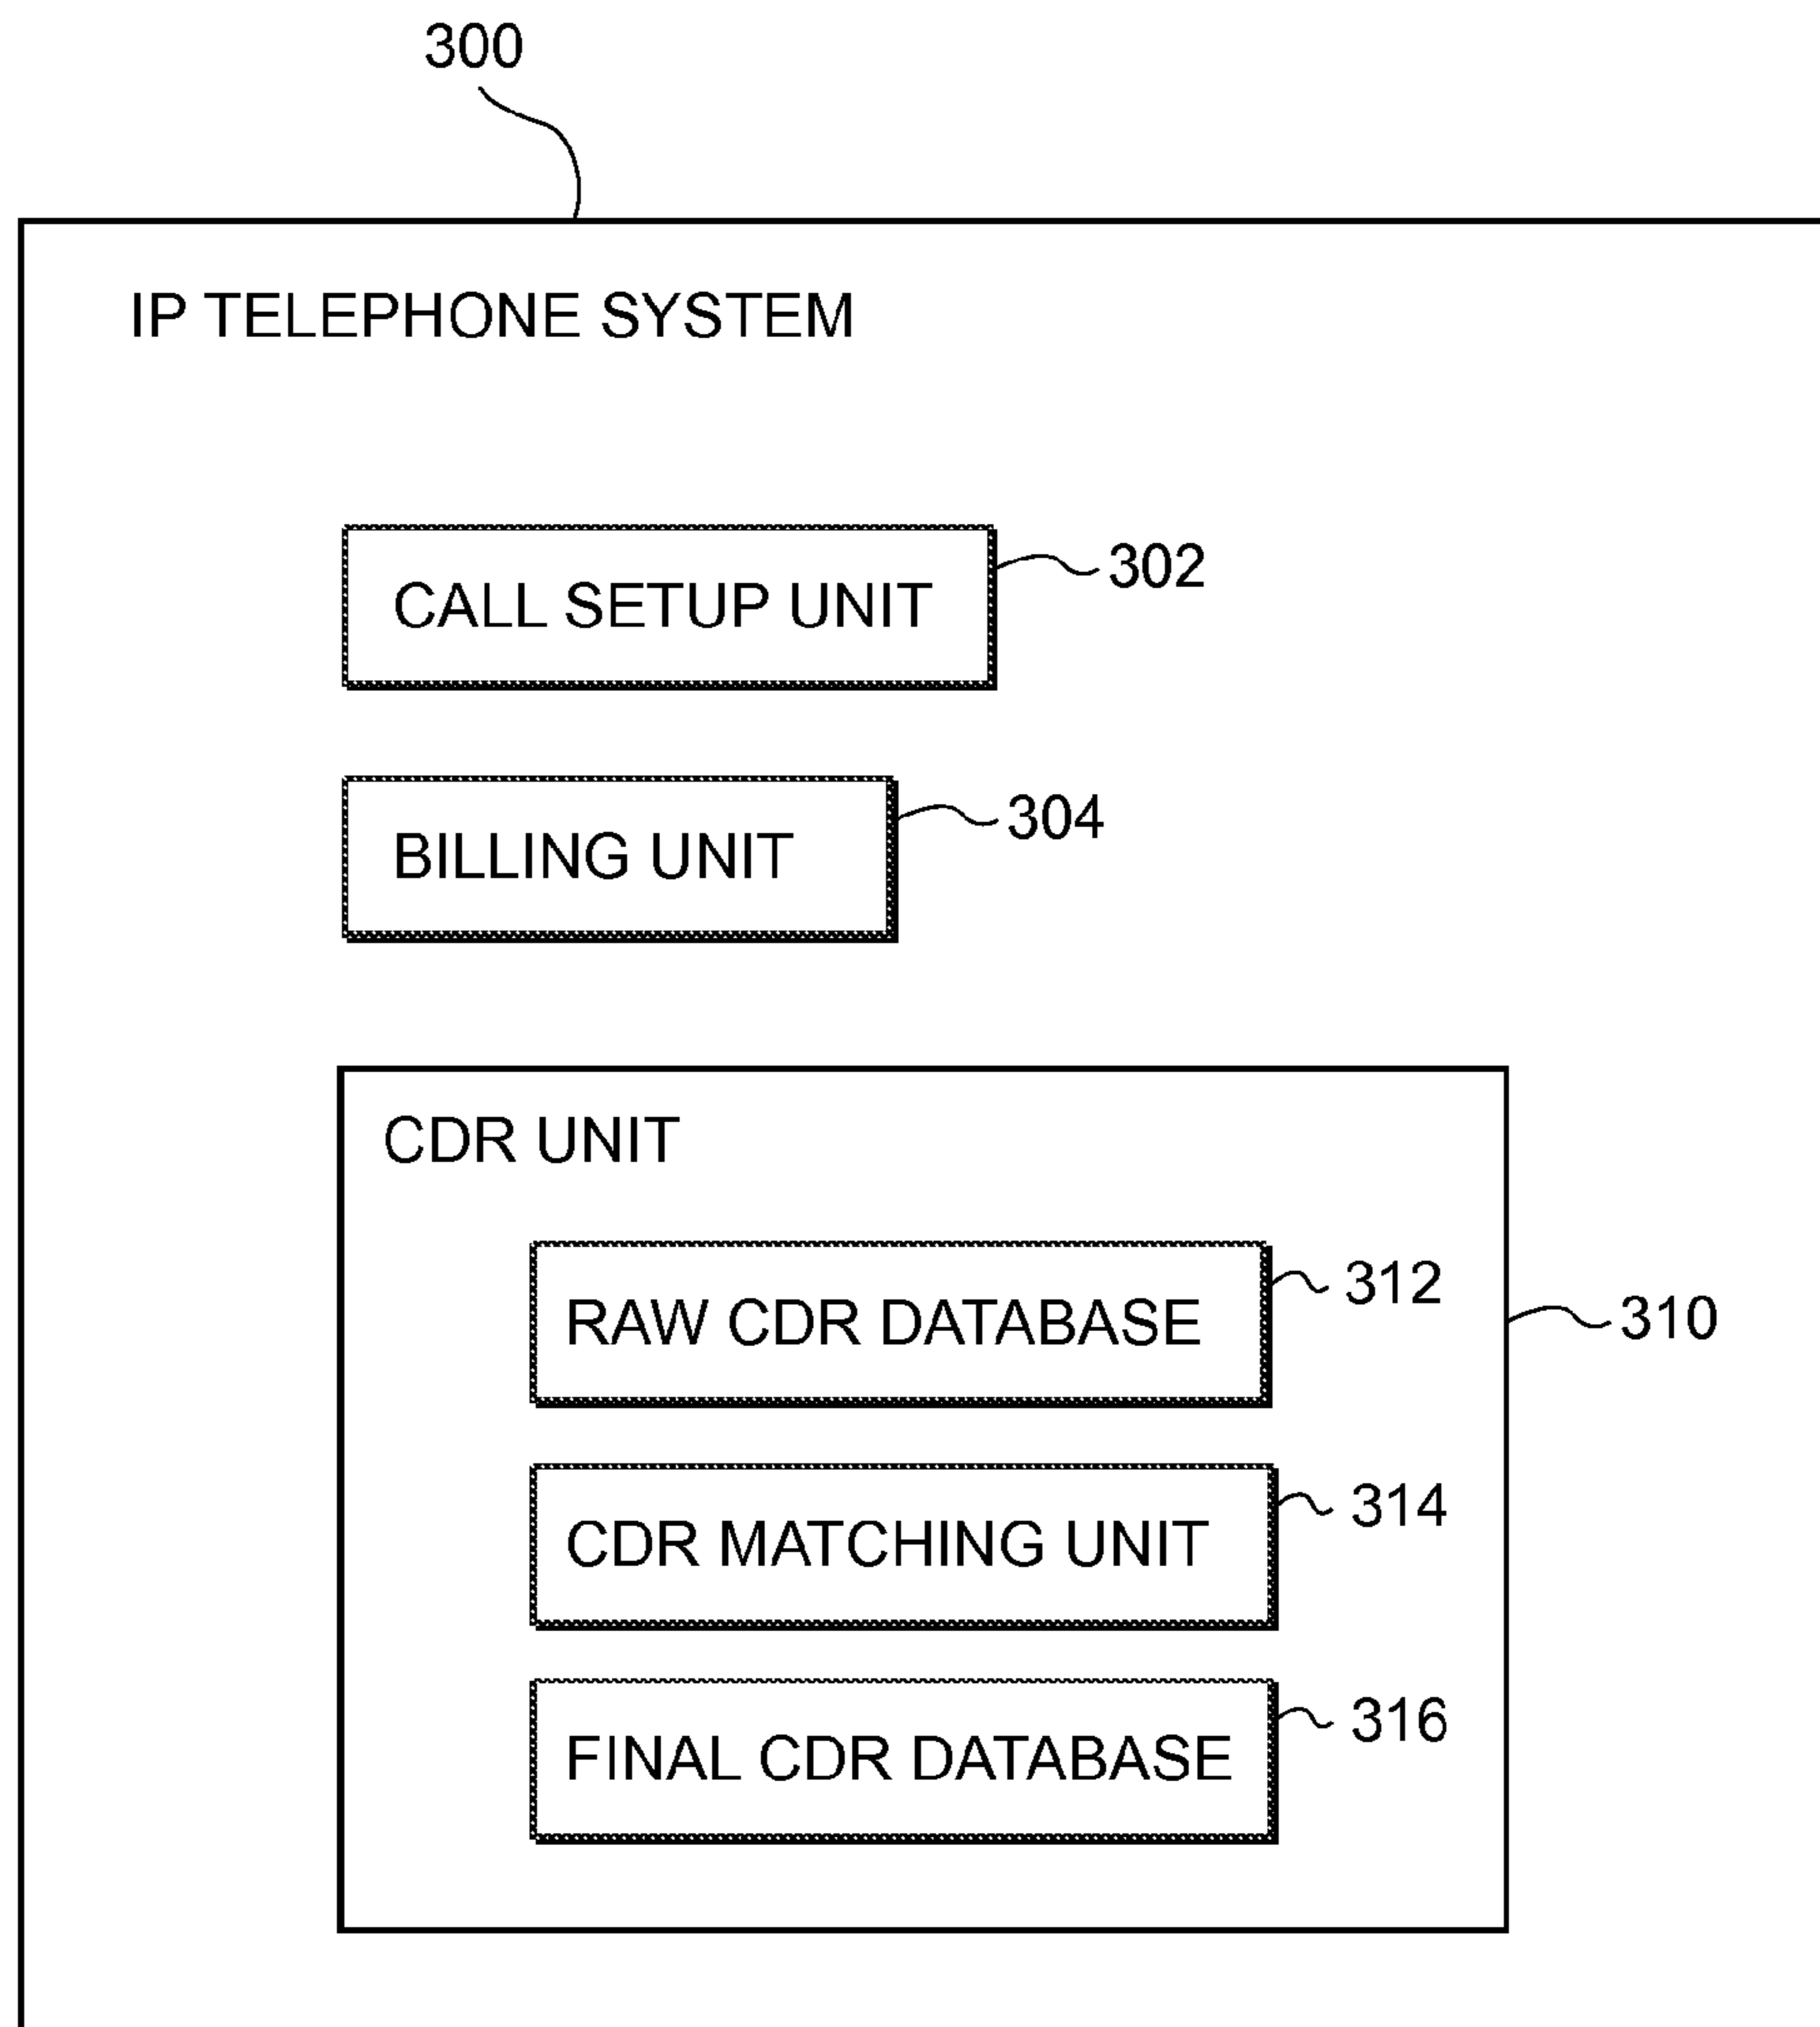 300
IP TELEPHONE SYSTEM
CALL SETUP UNIT
302
BILLING UNIT
304
CDR UNIT
RAW CDR DATABASE
312
310
CDR MATCHING UNIT
314
FINAL CDR DATABASE
316